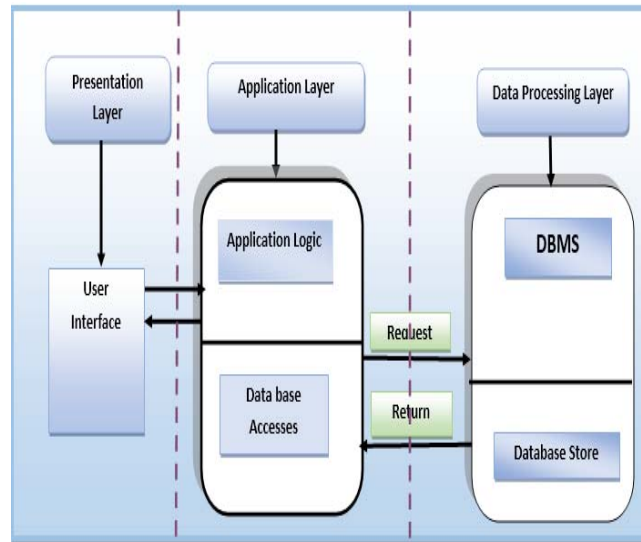 Presentation
Layer
Application Layer
Data Processing Layer
User
Interface
Application Logic
Data base
Accesses
Request
Return
DBMS
Database Store